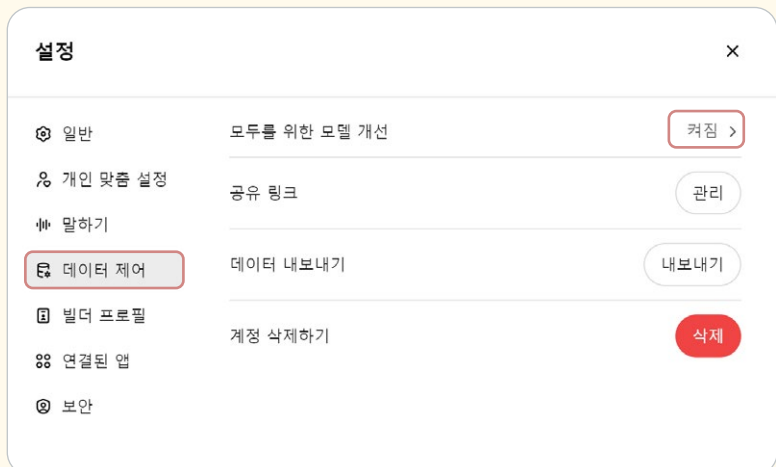 설정
일반
개인 맞춤 설정
말하기
데이터 제어
빌더 프로필
연결된 앱
보안
모두를 위한 모델 개선 켜짐
공유 링크 관리
데이터 내보내기 내보내기
계정 삭제하기 삭제